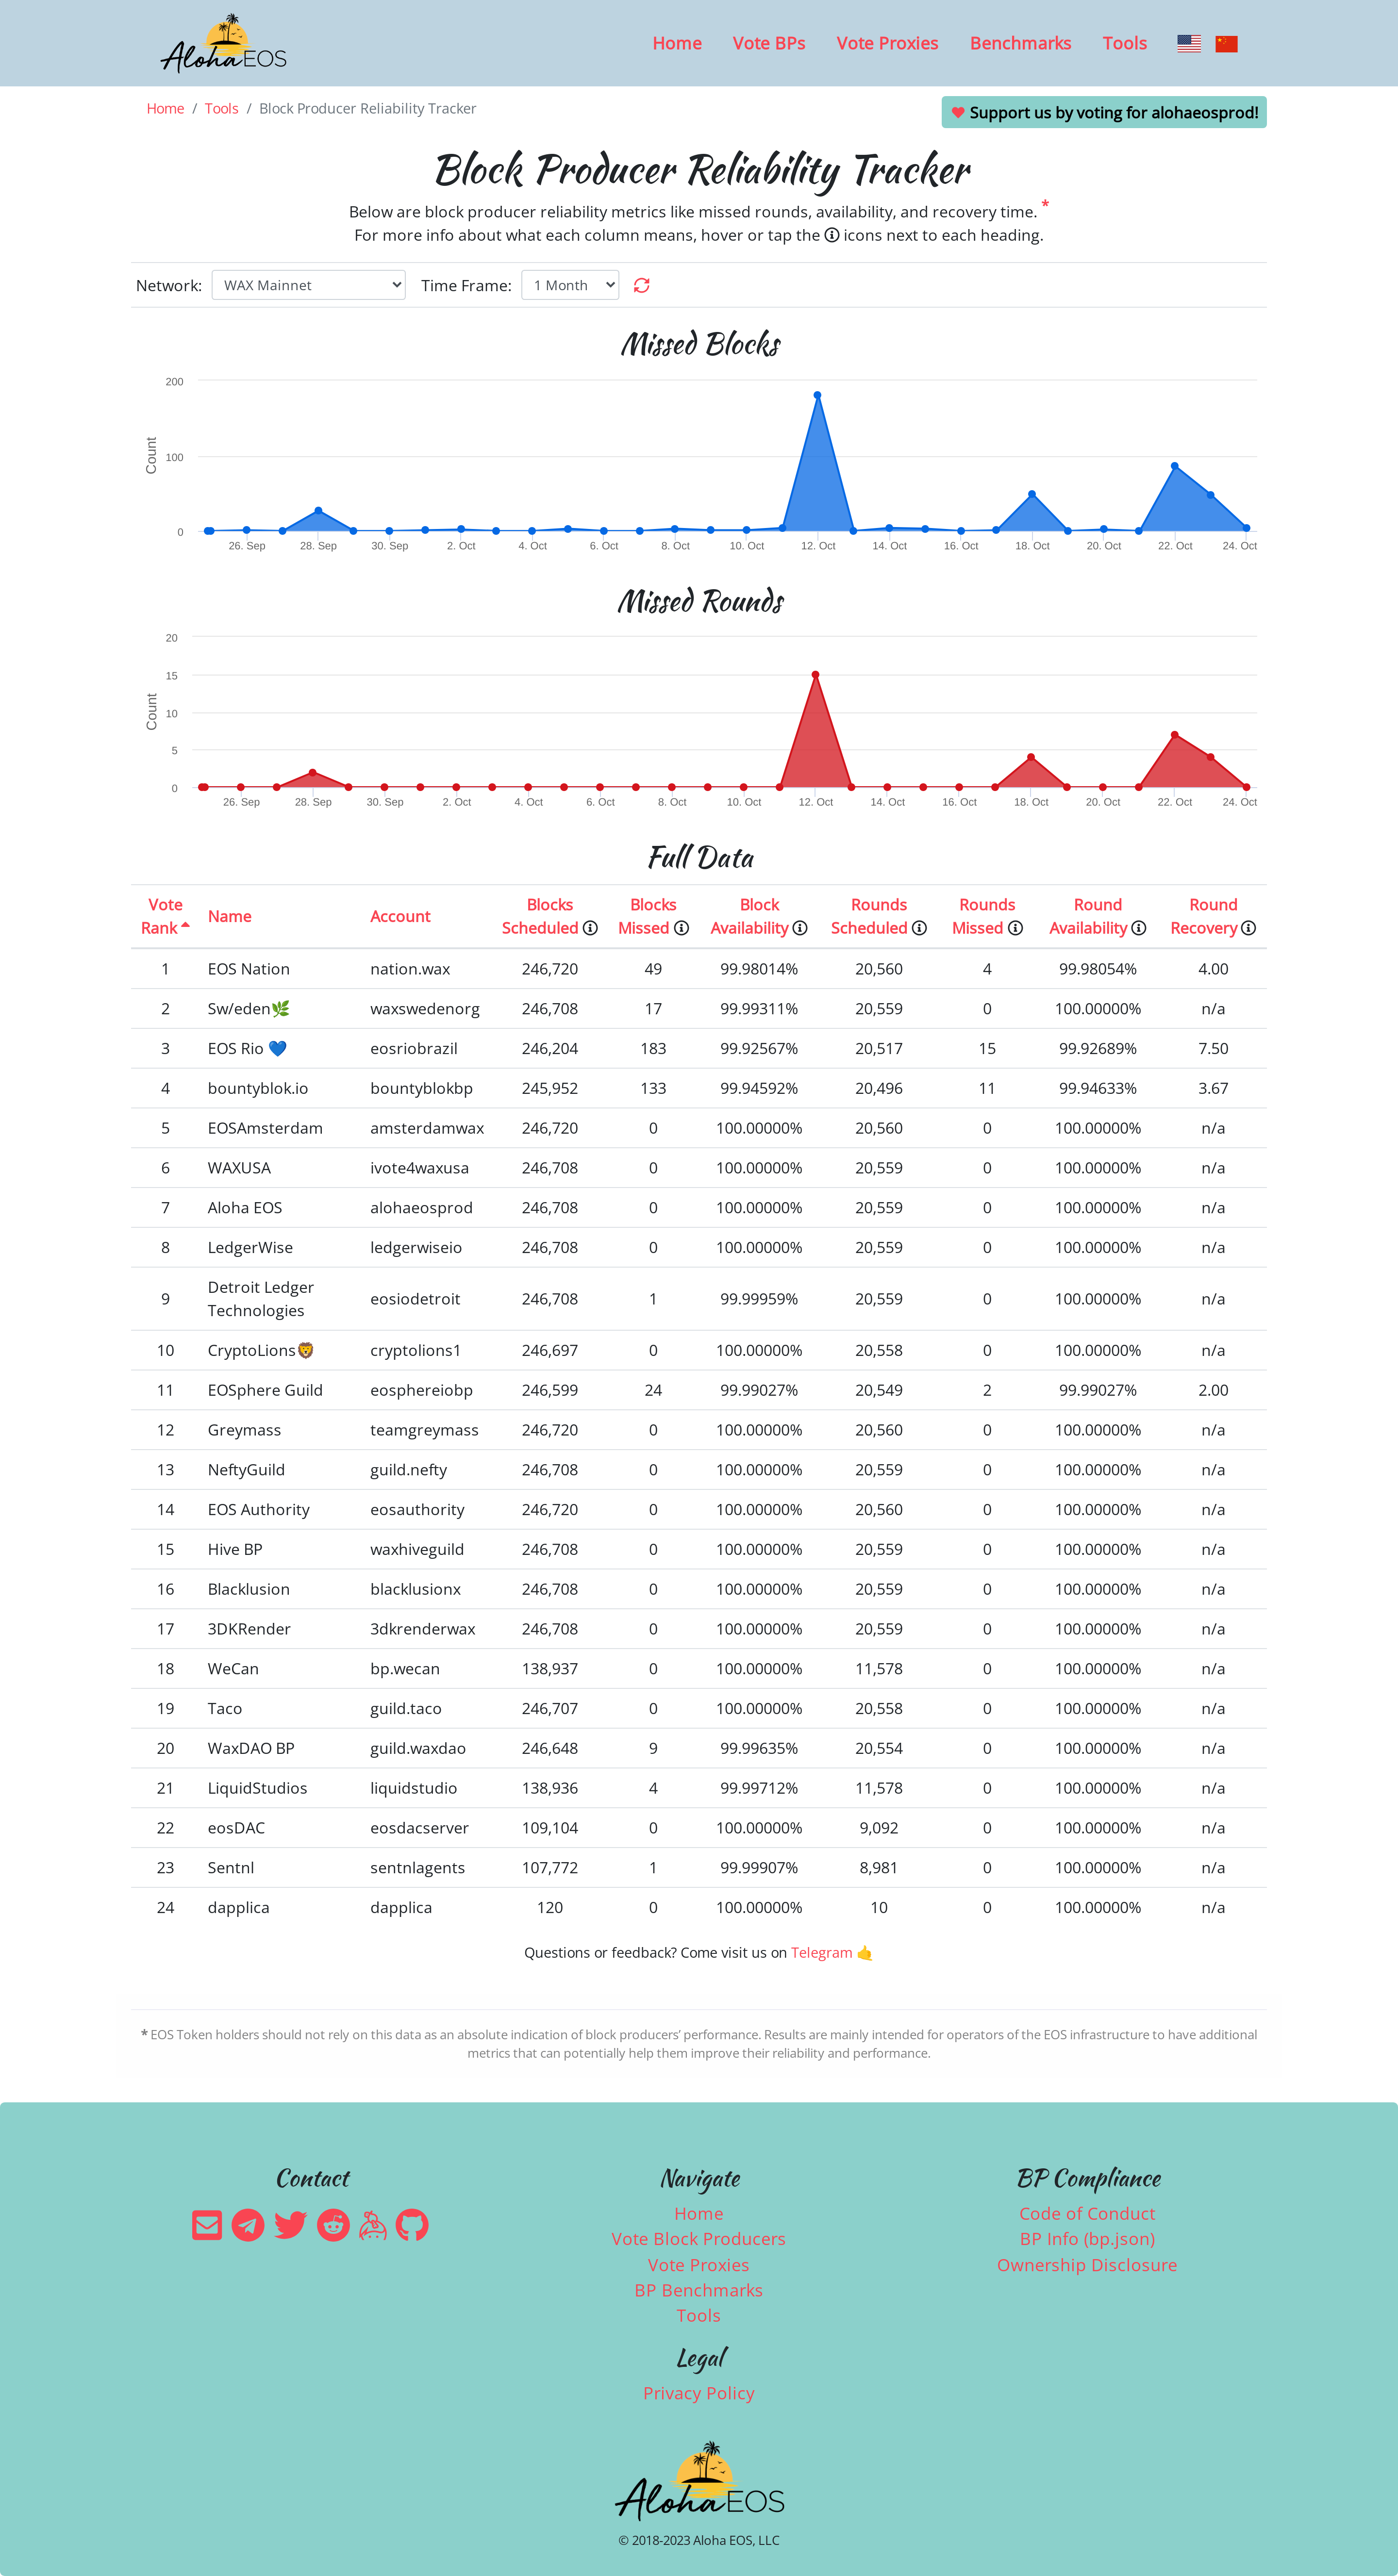 Aloha EOS
Home Vote BPs Vote Proxies Benchmarks Tools
Home / Tools / Block Producer Reliability Tracker
Support us by voting for alohaeosprod!
Block Producer Reliability Tracker
Below are block producer reliability metrics like missed rounds, availability, and recovery time. *
For more info about what each column means, hover or tap the icons next to each heading.
Network: WAX Mainnet Time Frame: 1 Month
Missed Blocks
200
Count
100
0
26. Sep 28. Sep 30. Sep 2. Oct 4. Oct 6. Oct 8. Oct 10. Oct 12. Oct 14. Oct 16. Oct 18. Oct 20. Oct 22. Oct 24. Oct
Missed Rounds
20
15
Count
10
5
0
26. Sep 28. Sep 30. Sep 2. Oct 4. Oct 6. Oct 8. Oct 10. Oct 12. Oct 14. Oct 16. Oct 18. Oct 20. Oct 22. Oct 24. Oct
Full Data
Vote Rank Name Account Blocks Scheduled Blocks Missed Block Availability Rounds Scheduled Rounds Missed Round Availability Round Recovery
1 EOS Nation nation.wax 246,720 49 99.98014% 20,560 4 99.98054% 4.00
2 Sw/eden🌿 waxswedenorg 246,708 17 99.99311% 20,559 0 100.00000% n/a
3 EOS Rio 💙 eosriobrazil 246,204 183 99.92567% 20,517 15 99.92689% 7.50
4 bountyblok.io bountyblokbp 245,952 133 99.94592% 20,496 11 99.94633% 3.67
5 EOSAmsterdam amsterdamwax 246,720 0 100.00000% 20,560 0 100.00000% n/a
6 WAXUSA ivote4waxusa 246,708 0 100.00000% 20,559 0 100.00000% n/a
7 Aloha EOS alohaeosprod 246,708 0 100.00000% 20,559 0 100.00000% n/a
8 LedgerWise ledgerwiseio 246,708 0 100.00000% 20,559 0 100.00000% n/a
9 Detroit Ledger Technologies eosiodetroit 246,708 1 99.99959% 20,559 0 100.00000% n/a
10 CryptoLions🦁 cryptolions1 246,697 0 100.00000% 20,558 0 100.00000% n/a
11 EOSphere Guild eosphereiobp 246,599 24 99.99027% 20,549 2 99.99027% 2.00
12 Greymass teamgreymass 246,720 0 100.00000% 20,560 0 100.00000% n/a
13 NeftyGuild guild.nefty 246,708 0 100.00000% 20,559 0 100.00000% n/a
14 EOS Authority eosauthority 246,720 0 100.00000% 20,560 0 100.00000% n/a
15 Hive BP waxhiveguild 246,708 0 100.00000% 20,559 0 100.00000% n/a
16 Blacklusion blacklusionx 246,708 0 100.00000% 20,559 0 100.00000% n/a
17 3DKRender 3dkrenderwax 246,708 0 100.00000% 20,559 0 100.00000% n/a
18 WeCan bp.wecan 138,937 0 100.00000% 11,578 0 100.00000% n/a
19 Taco guild.taco 246,707 0 100.00000% 20,558 0 100.00000% n/a
20 WaxDAO BP guild.waxdao 246,648 9 99.99635% 20,554 0 100.00000% n/a
21 LiquidStudios liquidstudio 138,936 4 99.99712% 11,578 0 100.00000% n/a
22 eosDAC eosdacserver 109,104 0 100.00000% 9,092 0 100.00000% n/a
23 Sentnl sentnlagents 107,772 1 99.99907% 8,981 0 100.00000% n/a
24 dapplica dapplica 120 0 100.00000% 10 0 100.00000% n/a
Questions or feedback? Come visit us on Telegram 🤙
* EOS Token holders should not rely on this data as an absolute indication of block producers' performance. Results are mainly intended for operators of the EOS infrastructure to have additional
metrics that can potentially help them improve their reliability and performance.
Contact
Navigate
Home
Vote Block Producers
Vote Proxies
BP Benchmarks
Tools
Legal
Privacy Policy
BP Compliance
Code of Conduct
BP Info (bp.json)
Ownership Disclosure
Aloha EOS
© 2018-2023 Aloha EOS, LLC